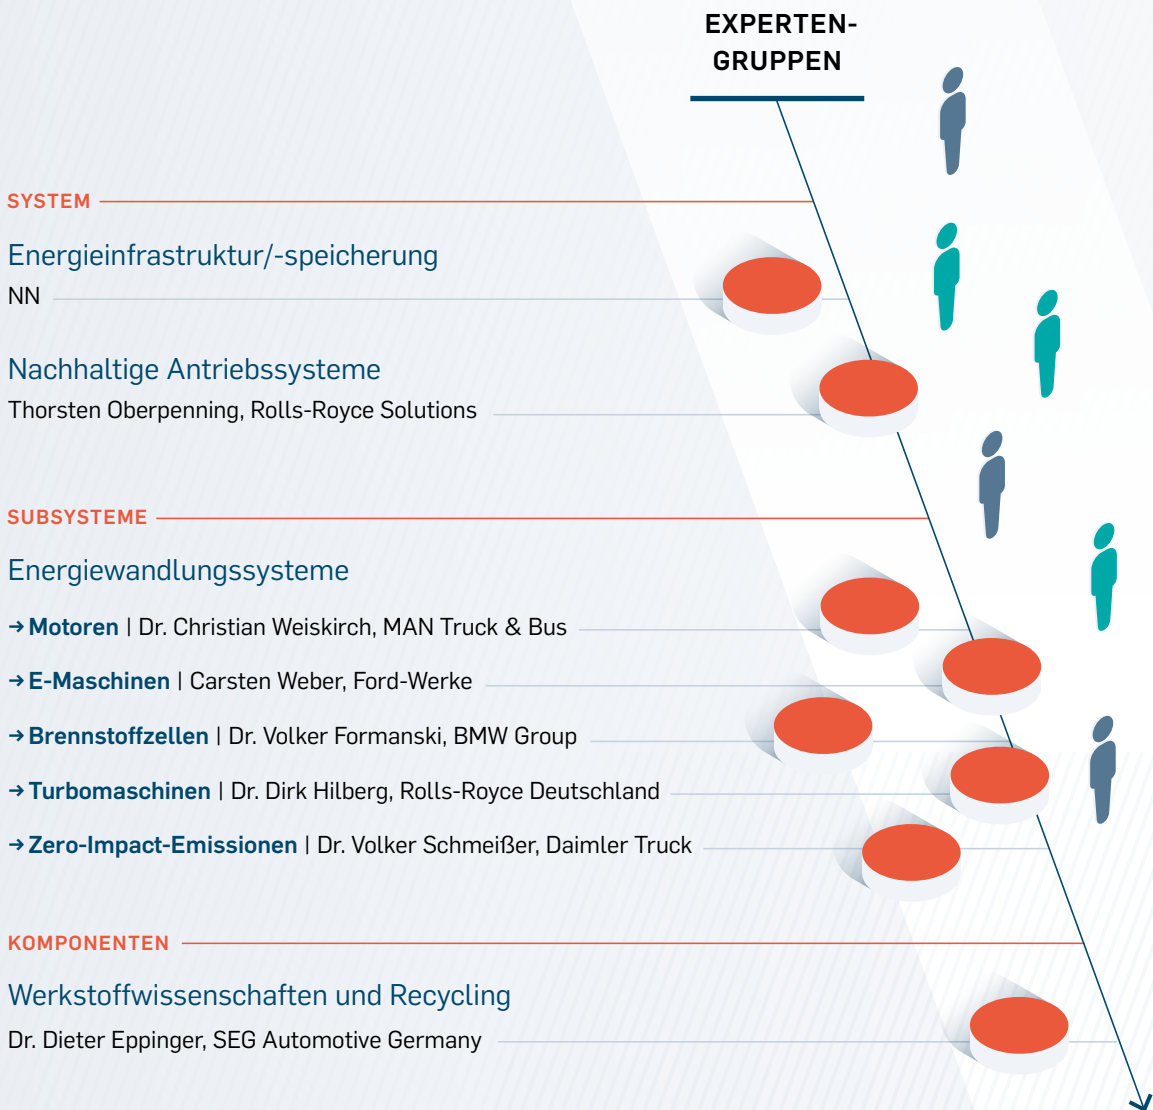 EXPERTEN-
GRUPPEN
SYSTEM
Energieinfrastruktur/-speicherung
NN
Nachhaltige Antriebssysteme
Thorsten Oberpenning, Rolls-Royce Solutions
SUBSYSTEME
Energiewandlungssysteme
→ Motoren | Dr. Christian Weiskirch, MAN Truck & Bus
→ E-Maschinen | Carsten Weber, Ford-Werke
→ Brennstoffzellen | Dr. Volker Formanski, BMW Group
→ Turbomaschinen | Dr. Dirk Hilberg, Rolls-Royce Deutschland
→ Zero-Impact-Emissionen | Dr. Volker Schmeißer, Daimler Truck
KOMPONENTEN
Werkstoffwissenschaften und Recycling
Dr. Dieter Eppinger, SEG Automotive Germany